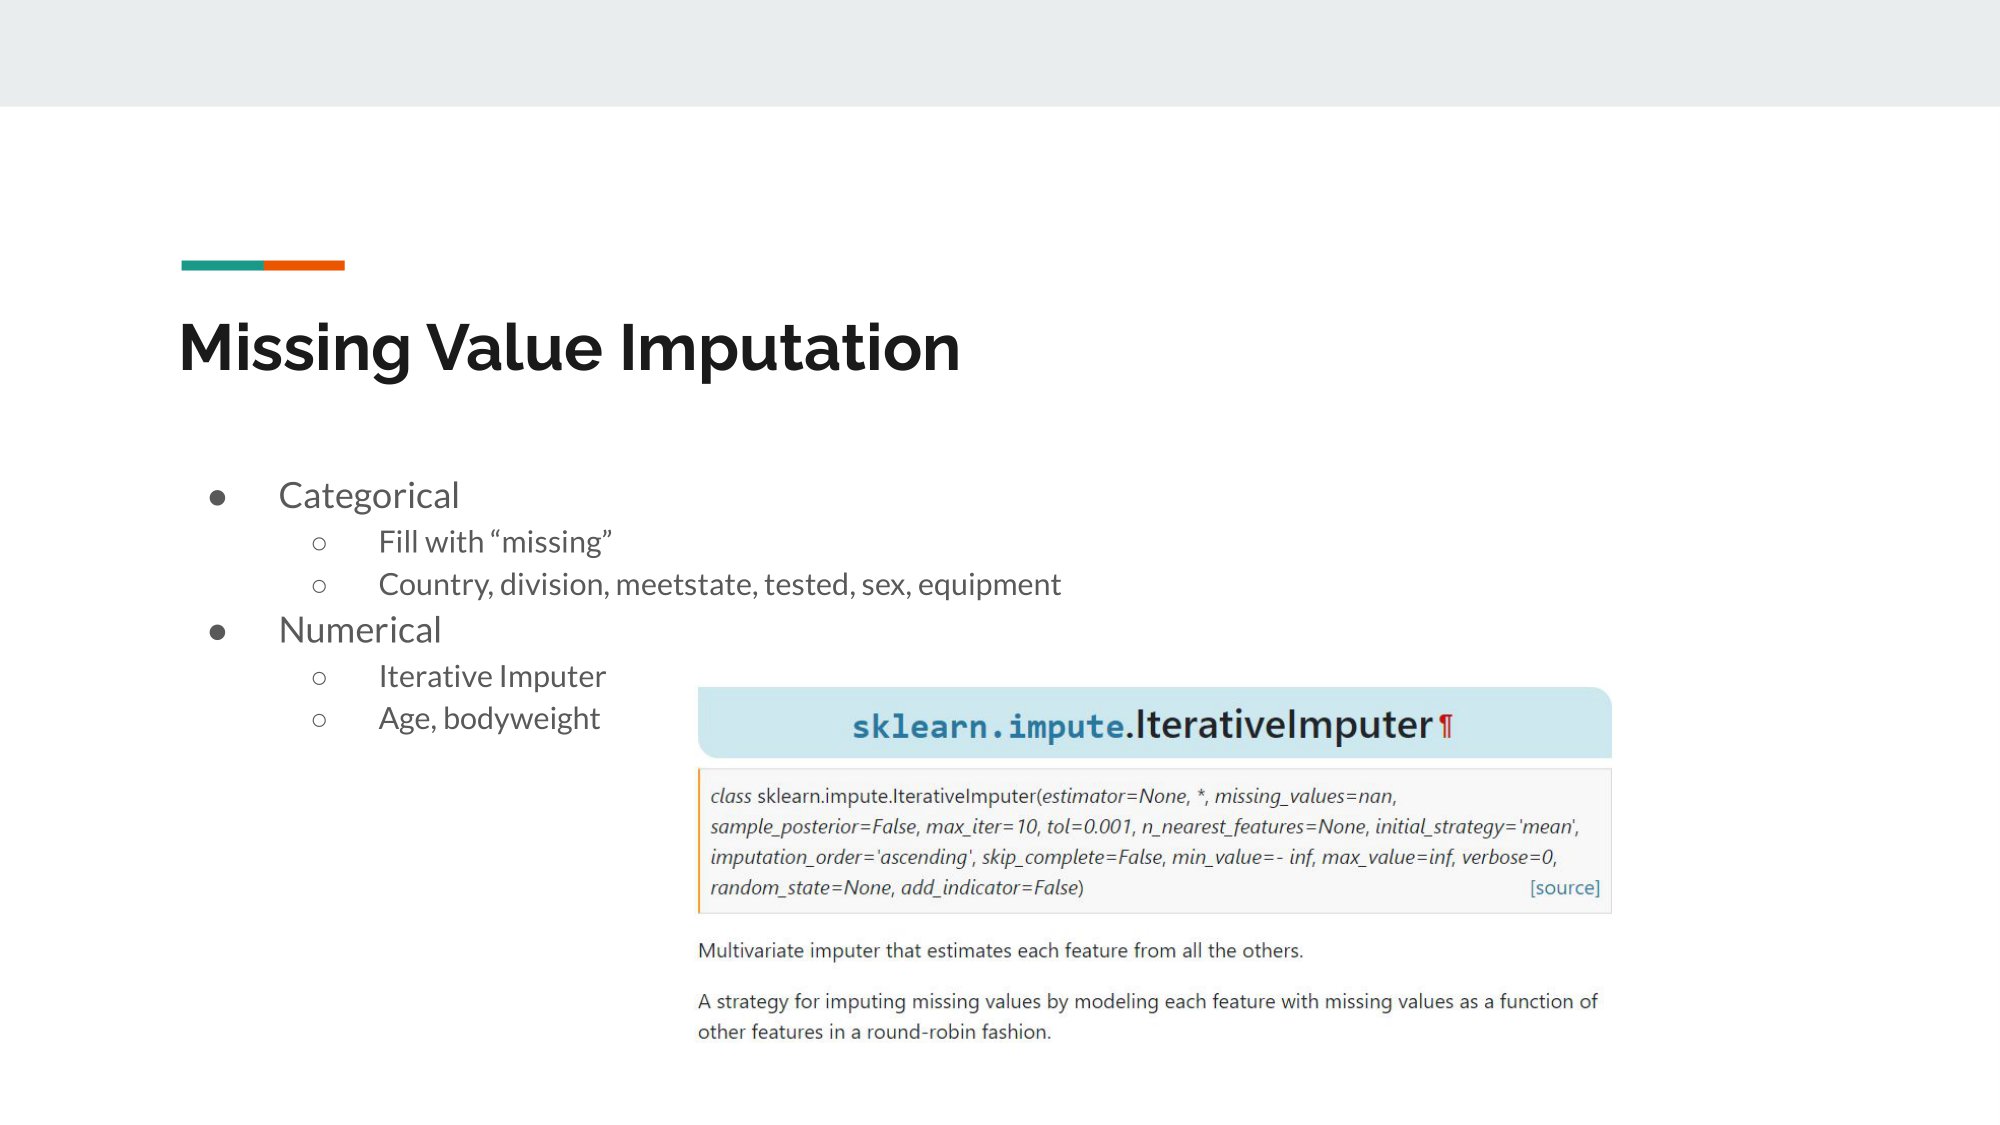 Missing Value Imputation
● Categorical
○ Fill with “missing”
○ Country, division, meetstate, tested, sex, equipment
● Numerical
○ Iterative Imputer
○ Age, bodyweight
sklearn.impute.IterativeImputer¶
class sklearn.impute.IterativeImputer(estimator=None, *, missing_values=nan,
sample_posterior=False, max_iter=10, tol=0.001, n_nearest_features=None, initial_strategy='mean',
imputation_order='ascending', skip_complete=False, min_value=- inf, max_value=inf, verbose=0,
random_state=None, add_indicator=False) [source]
Multivariate imputer that estimates each feature from all the others.
A strategy for imputing missing values by modeling each feature with missing values as a function of
other features in a round-robin fashion.